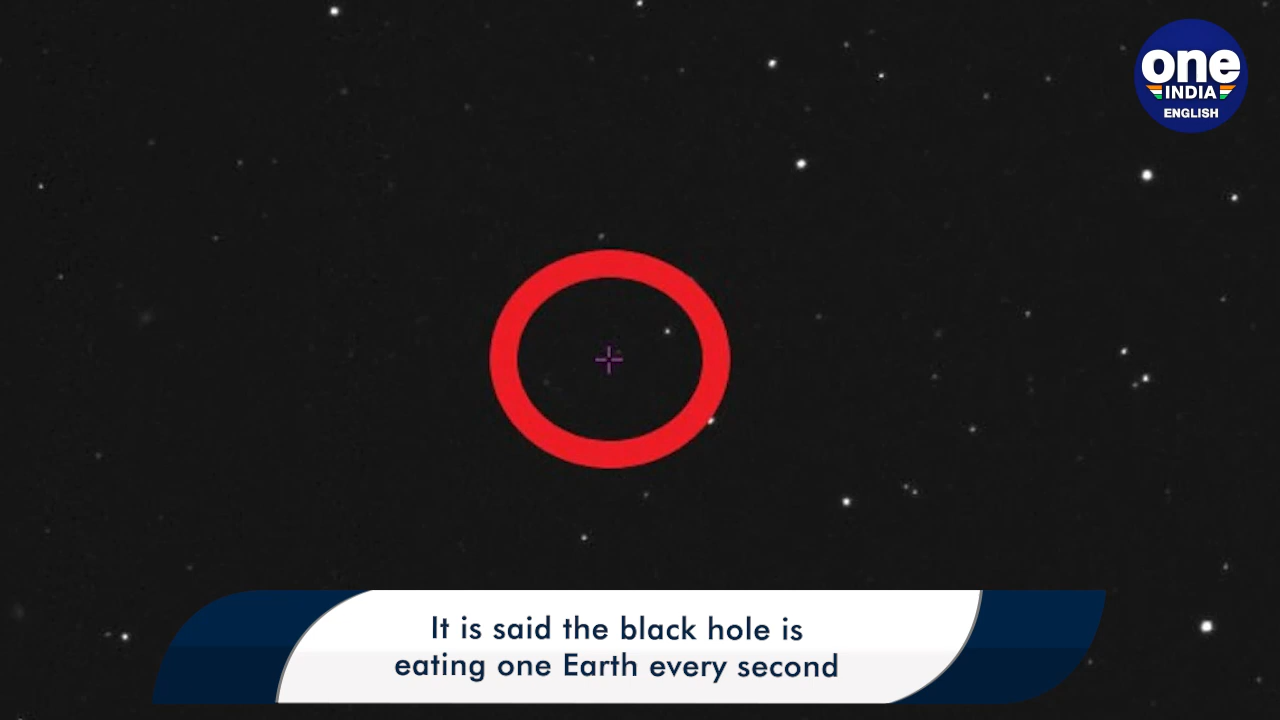 one
INDIA
ENGLISH
It is said the black hole is
eating one Earth every second